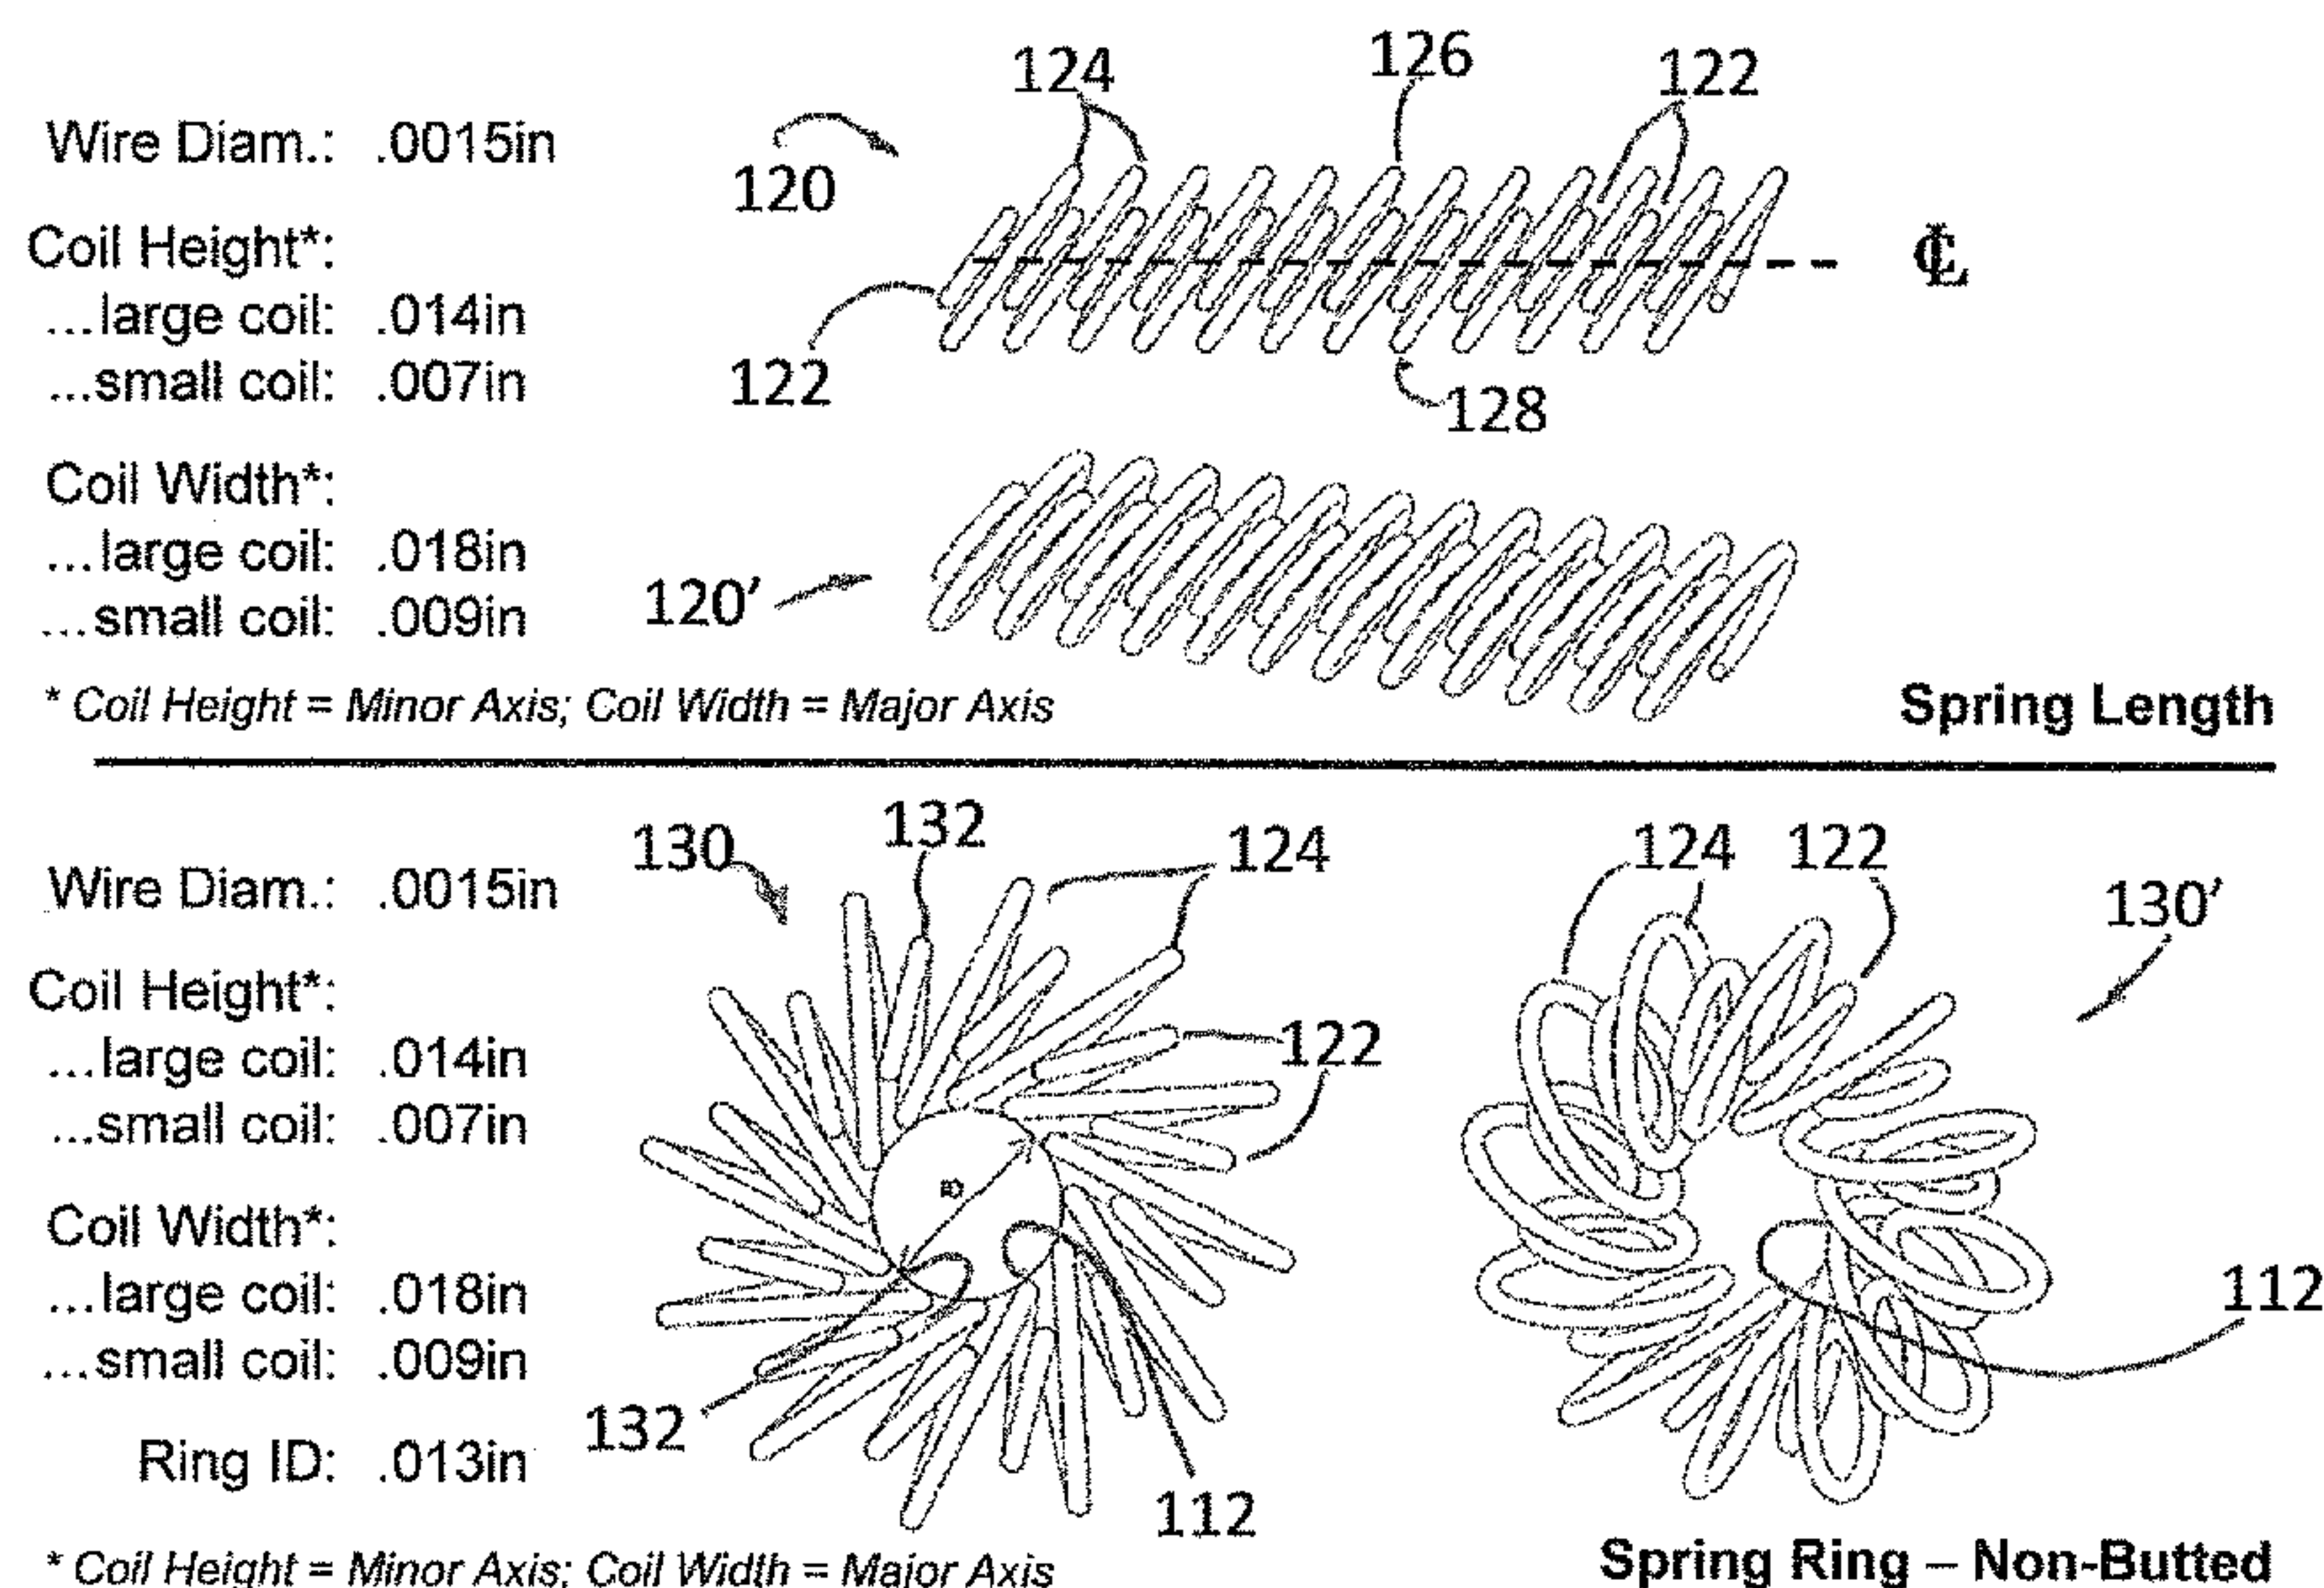 124
126
122
Wire Diam.: .0015in
120
Coil Height*:
...large coil: .014in
...small coil: .007in
℄
122
128
Coil Width*:
...large coil: .018in
...small coil: .009in
120'
* Coil Height = Minor Axis; Coil Width = Major Axis
Spring Length
130
132
124
124
122
Wire Diam.: .0015in
130'
Coil Height*:
...large coil: .014in
...small coil: .007in
122
Coil Width*:
...large coil: .018in
...small coil: .009in
112
132
Ring ID: .013in
112
* Coil Height = Minor Axis; Coil Width = Major Axis
Spring Ring – Non-Butted